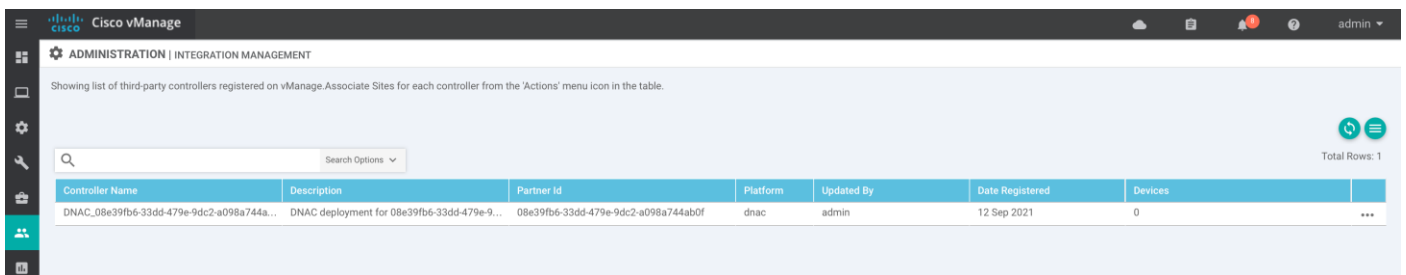 cisco Cisco vManage 8 admin
ADMINISTRATION | INTEGRATION MANAGEMENT
Showing list of third-party controllers registered on vManage.Associate Sites for each controller from the 'Actions' menu icon in the table.
Search Options
Total Rows: 1
Controller Name Description Partner Id Platform Updated By Date Registered Devices
DNAC_08e39fb6-33dd-479e-9dc2-a098a744a... DNAC deployment for 08e39fb6-33dd-479e-9... 08e39fb6-33dd-479e-9dc2-a098a744ab0f dnac admin 12 Sep 2021 0